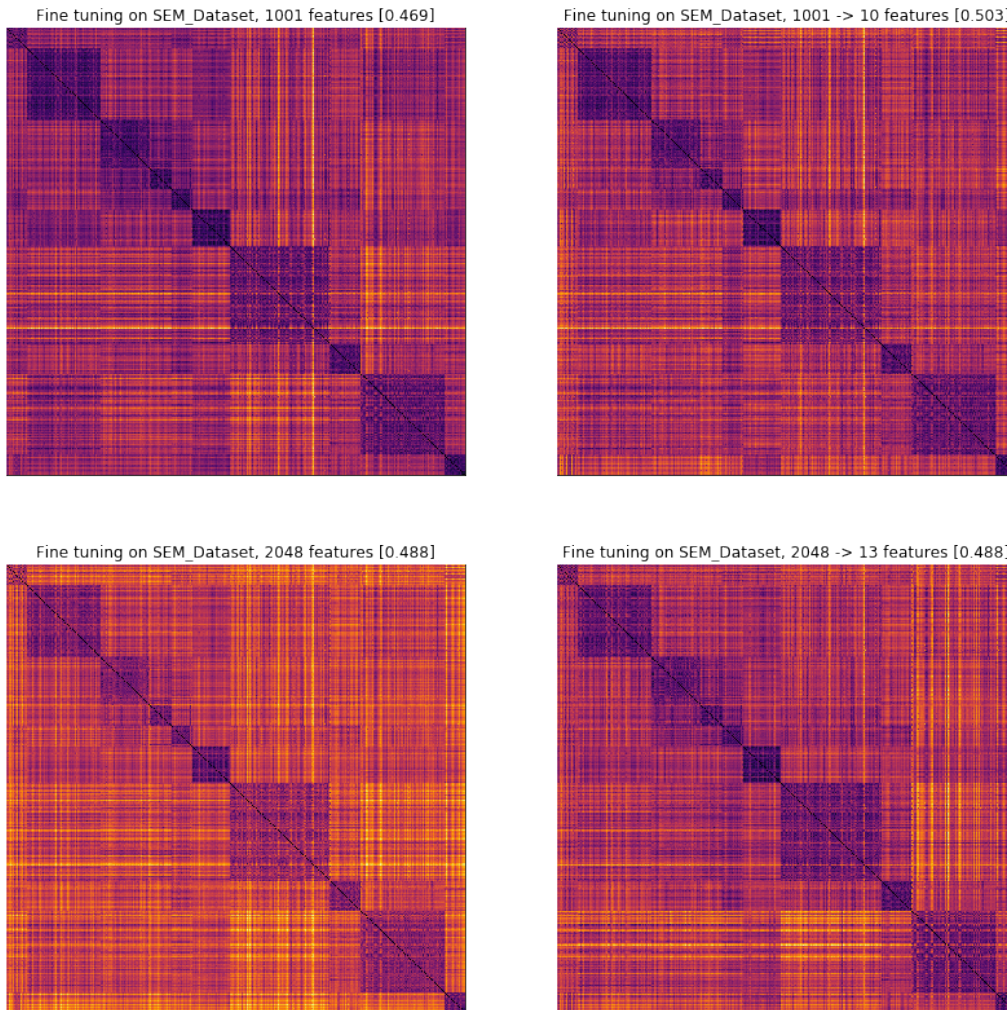 Fine tuning on SEM_Dataset, 1001 features [0.469]
Fine tuning on SEM_Dataset, 1001 -> 10 features [0.503]
Fine tuning on SEM_Dataset, 2048 features [0.488]
Fine tuning on SEM_Dataset, 2048 -> 13 features [0.488]